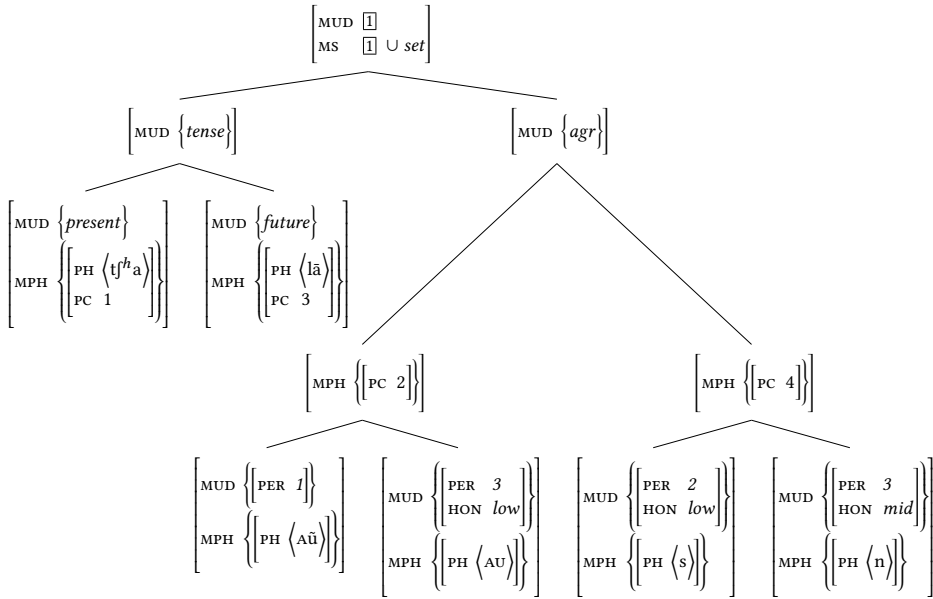 MUD 1
MS 1 ∪ set
MUD {tense}
MUD {agr}
MUD {present}
MPH {[PH ⟨tʃʰa⟩
PC 1]}
MUD {future}
MPH {[PH ⟨lā⟩
PC 3]}
MPH {[PC 2]}
MPH {[PC 4]}
MUD {[PER 1]}
MPH {[PH ⟨Aũ⟩]}
MUD {[PER 3
HON low]}
MPH {[PH ⟨AU⟩]}
MUD {[PER 2
HON low]}
MPH {[PH ⟨s⟩]}
MUD {[PER 3
HON mid]}
MPH {[PH ⟨n⟩]}